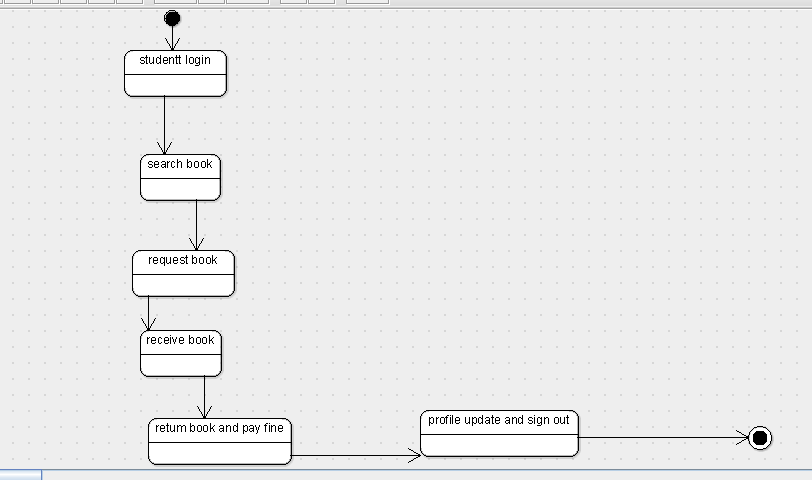 studentt login
search book
request book
receive book
return book and pay fine
profile update and sign out